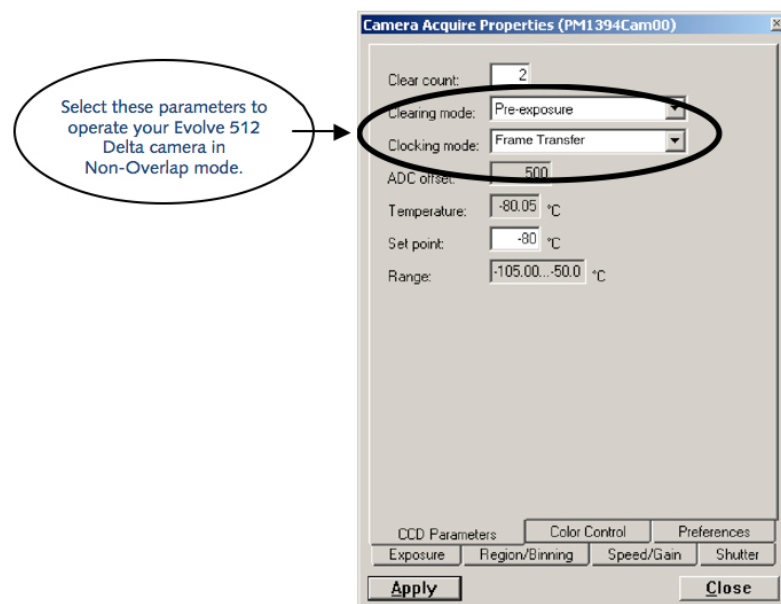 Camera Acquire Properties (PM1394Cam00)
Select these parameters to
operate your Evolve 512
Delta camera in
Non-Overlap mode.
Clear count: 2
Clearing mode: Pre-exposure
Clocking mode: Frame Transfer
ADC offset: 500
Temperature: -80.05 °C
Set point: -80 °C
Range: -105.00...-50.0 °C
CCD Parameters Color Control Preferences
Exposure Region/Binning Speed/Gain Shutter
Apply Close